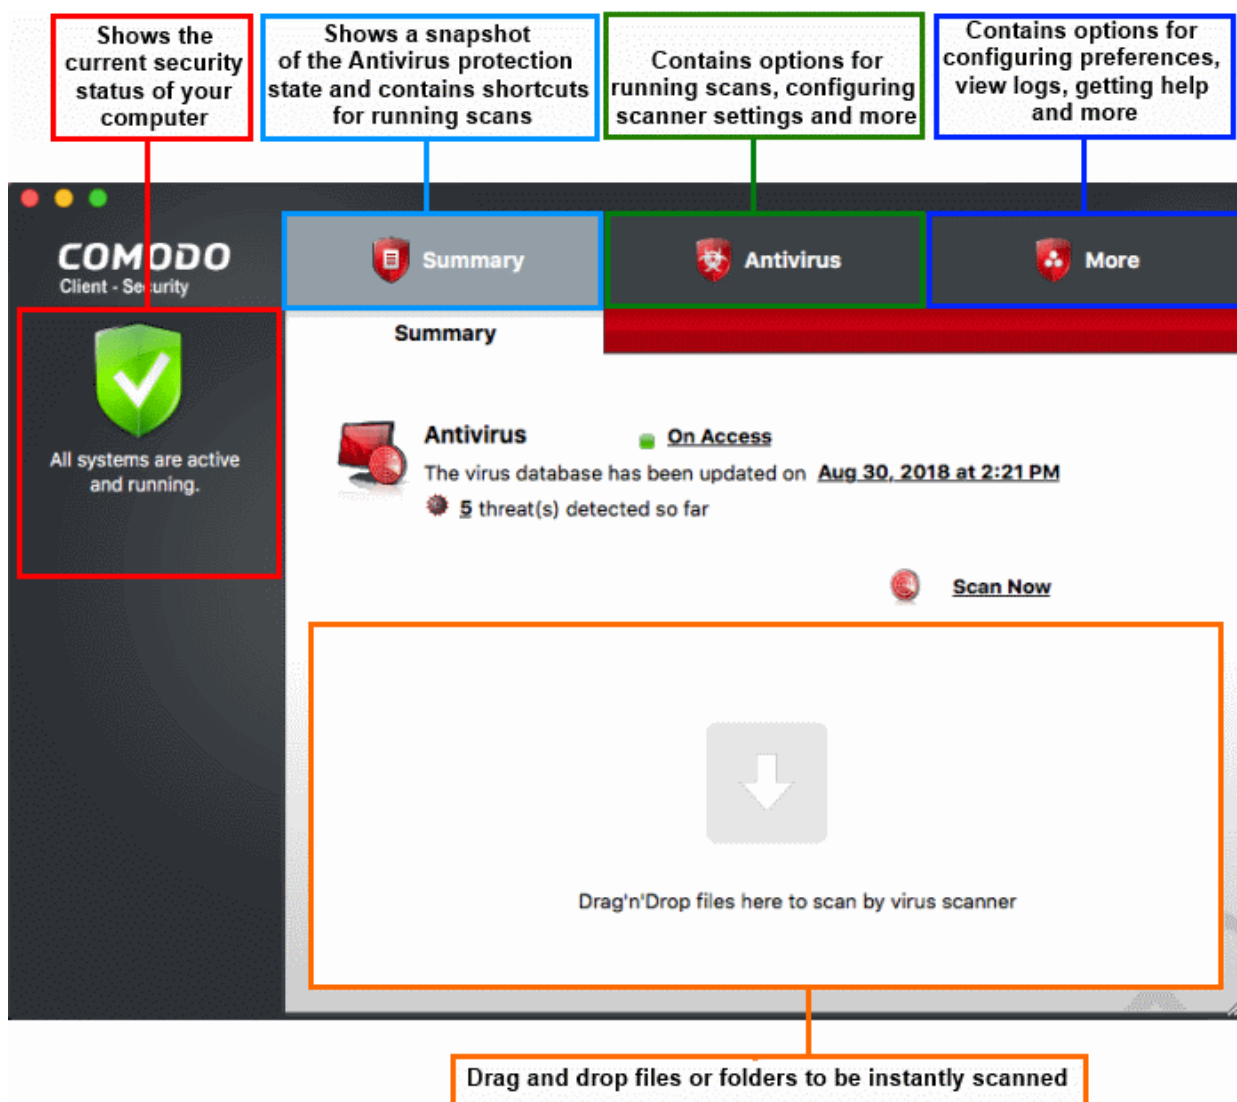 Shows the
current security
status of your
computer
Shows a snapshot
of the Antivirus protection
state and contains shortcuts
for running scans
Contains options for
running scans, configuring
scanner settings and more
Contains options for
configuring preferences,
view logs, getting help
and more
COMODO
Client - Security
Summary
Antivirus
More
All systems are active
and running.
Summary
Antivirus
On Access
The virus database has been updated on Aug 30, 2018 at 2:21 PM
5 threat(s) detected so far
Scan Now
Drag'n'Drop files here to scan by virus scanner
Drag and drop files or folders to be instantly scanned